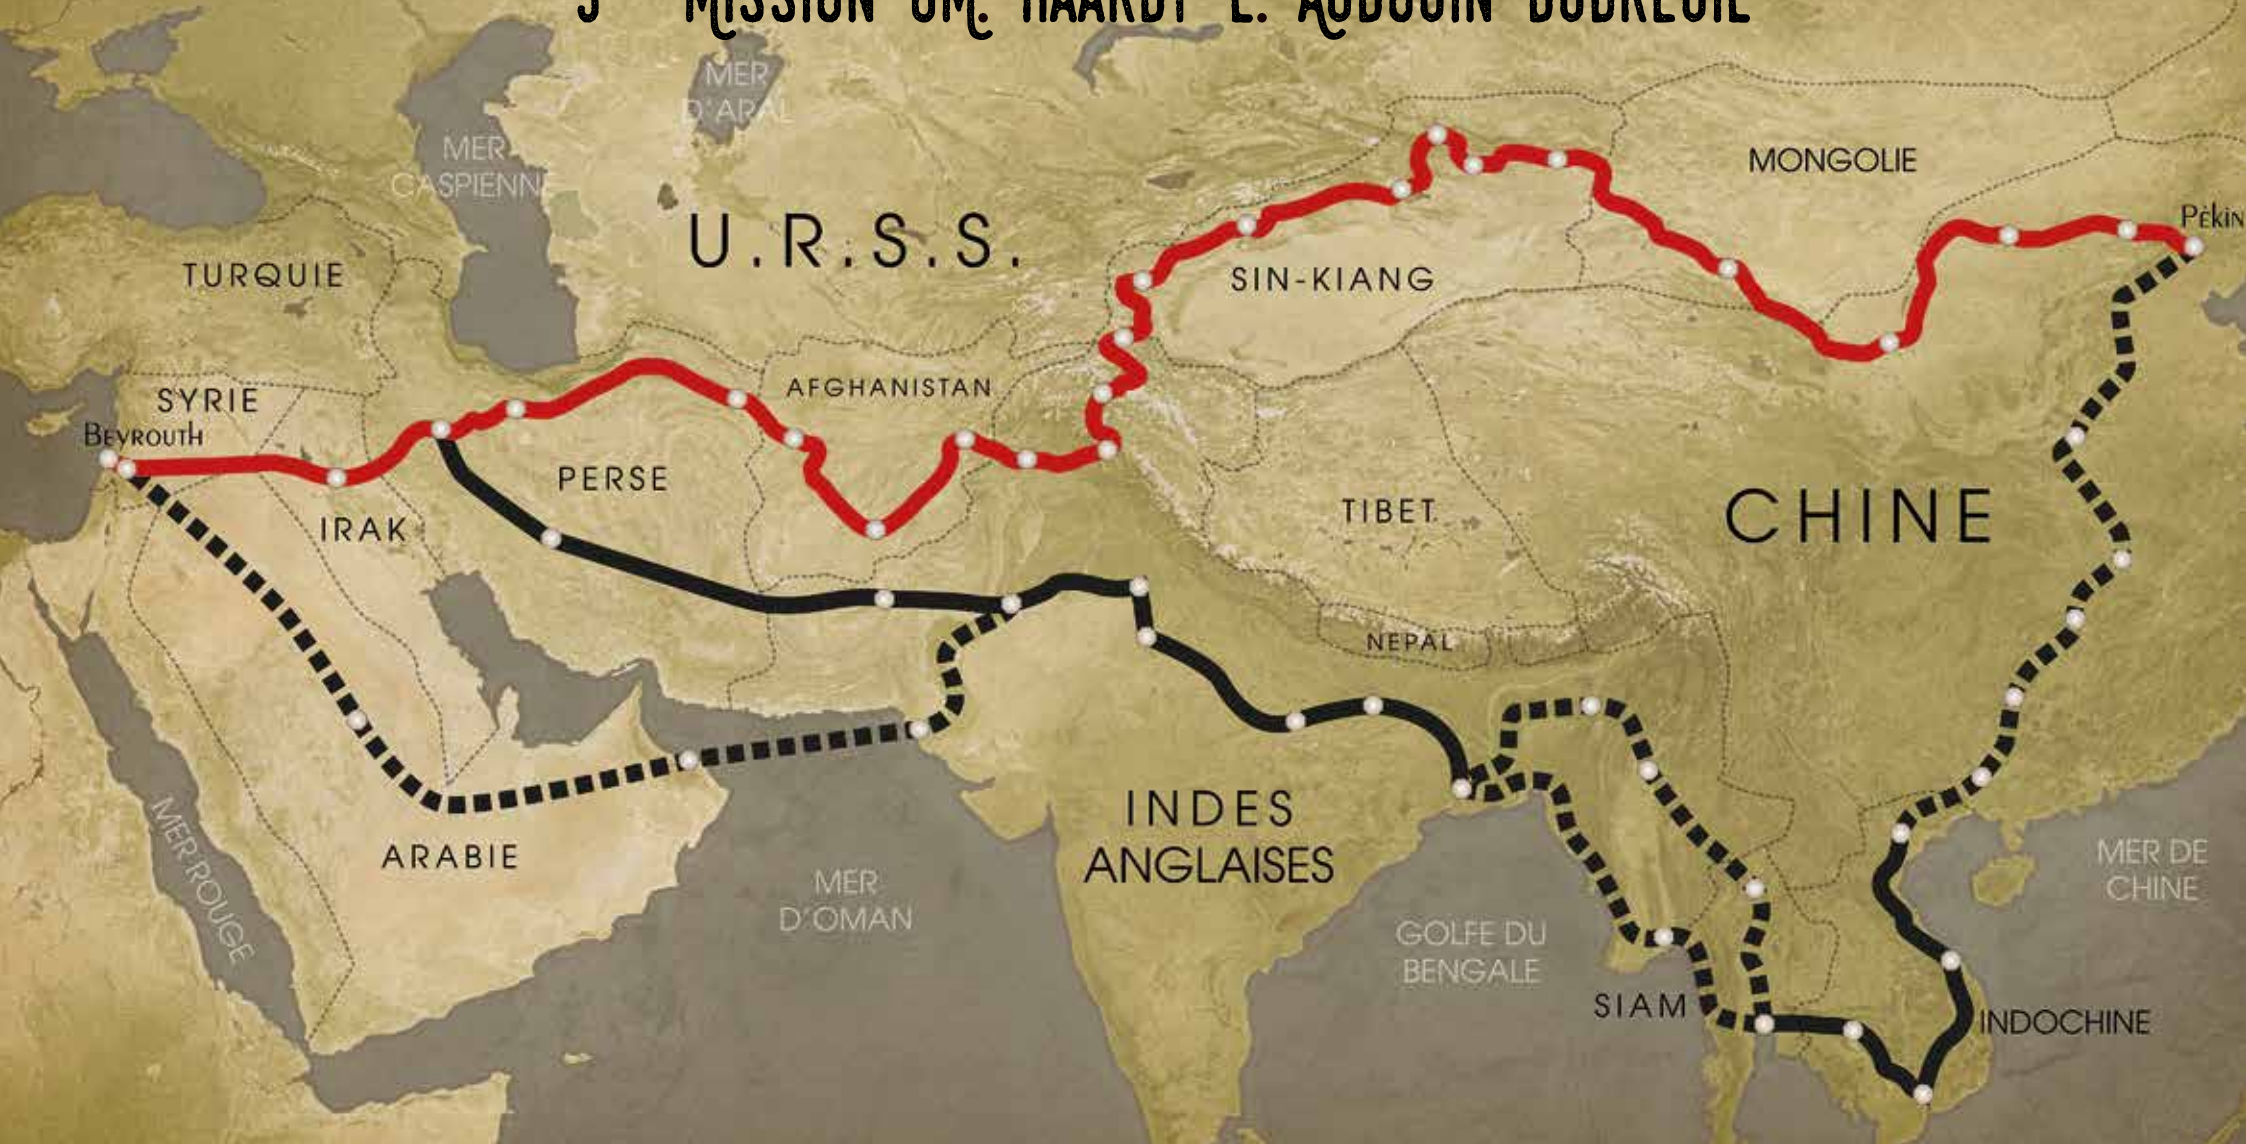 3 MISSION GM. HAARDT L. AUDOUIN DUBREUIL
MER
D'ARAL
MER
CASPIENNE
MONGOLIE
PÉKIN
U.R.S.S.
TURQUIE
SIN-KIANG
AFGHANISTAN
SYRIE
BEYROUTH
PERSE
IRAK
TIBET
CHINE
NEPAL
INDES
ANGLAISES
ARABIE
MER ROUGE
MER
D'OMAN
GOLFE DU
BENGALE
MER DE
CHINE
SIAM
INDOCHINE